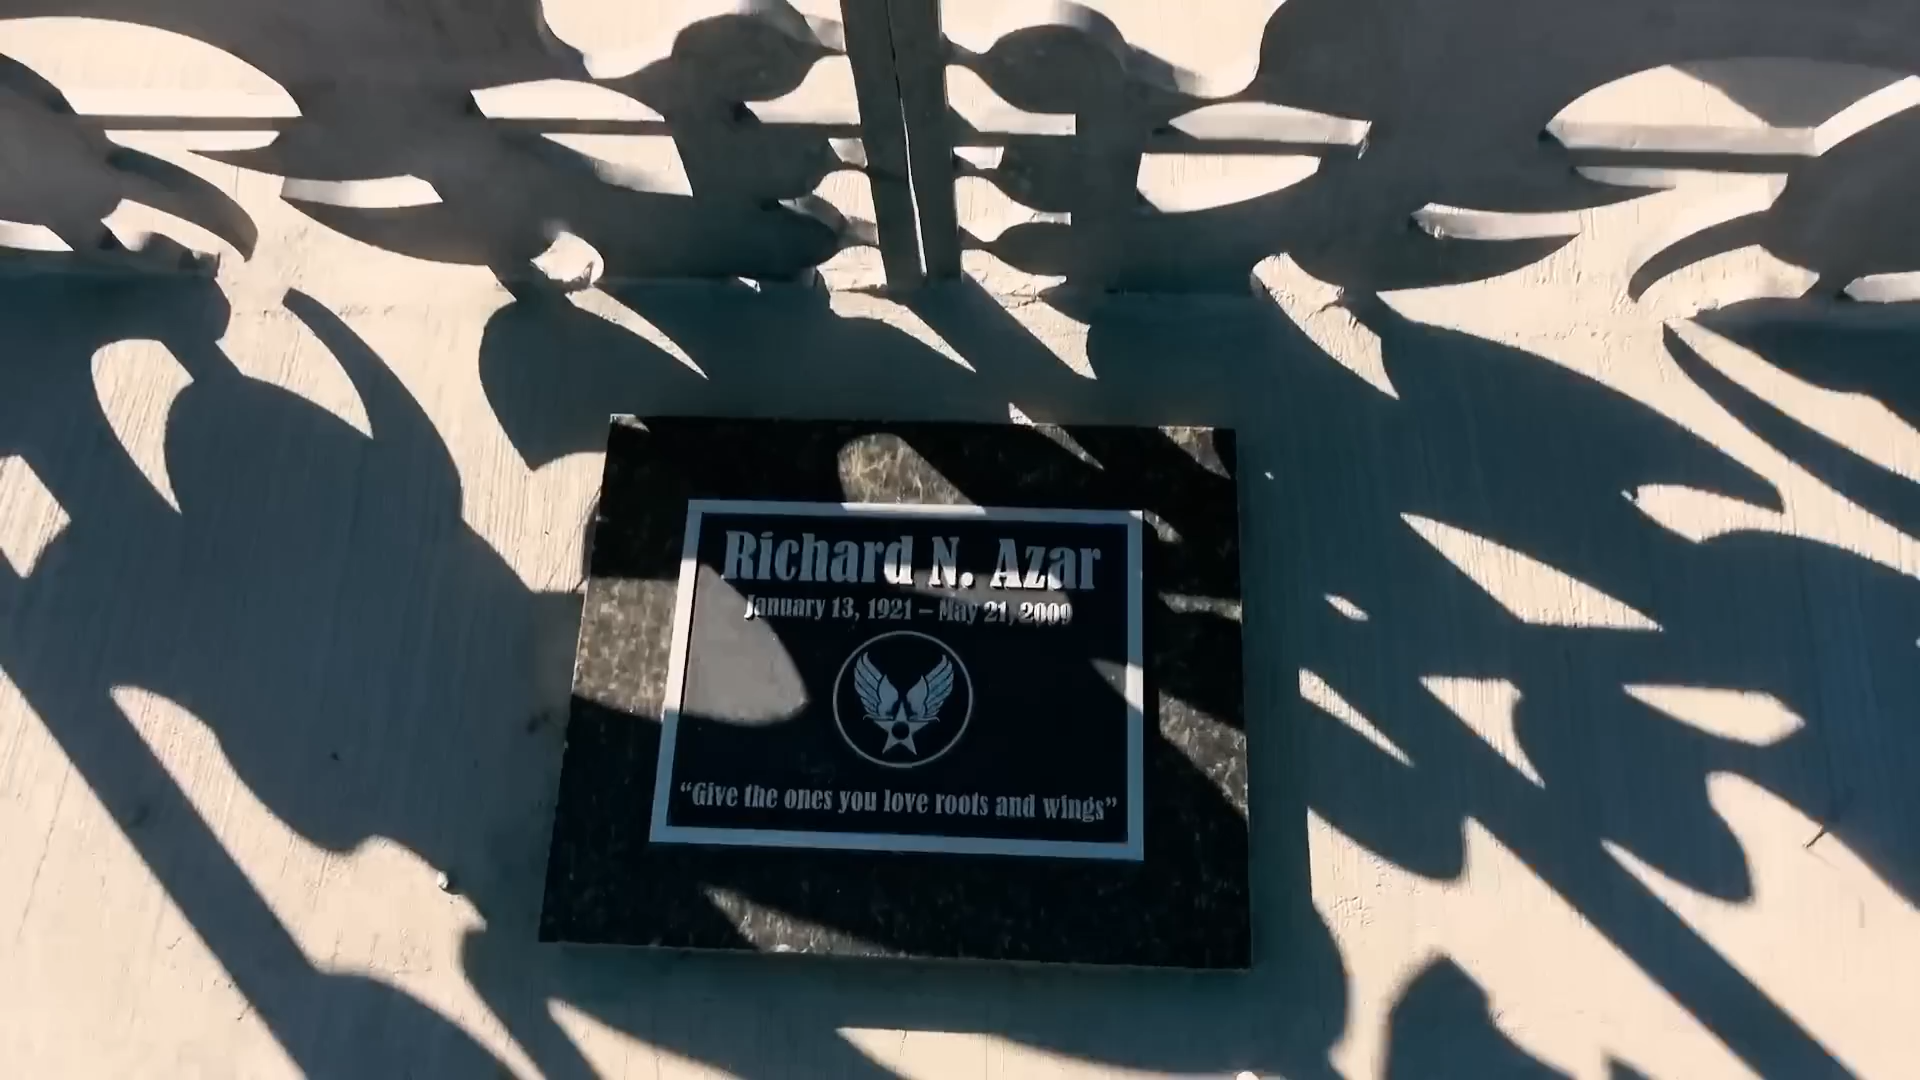 Richard N. Azar
January 13, 1921 – May 21, 2009
“Give the ones you love roots and wings”